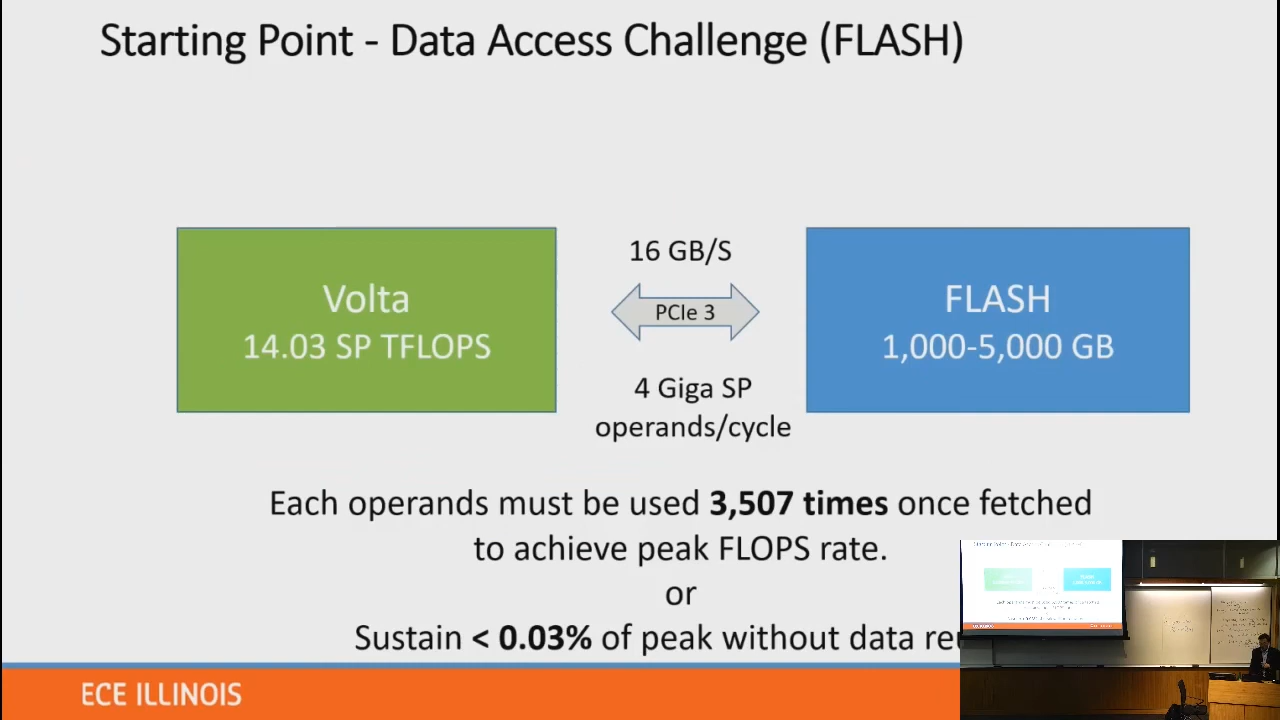 Starting Point - Data Access Challenge (FLASH)
Volta
14.03 SP TFLOPS
16 GB/S
PCIe 3
4 Giga SP
operands/cycle
FLASH
1,000-5,000 GB
Each operands must be used 3,507 times once fetched
to achieve peak FLOPS rate.
or
Sustain < 0.03% of peak without data
ECE ILLINOIS